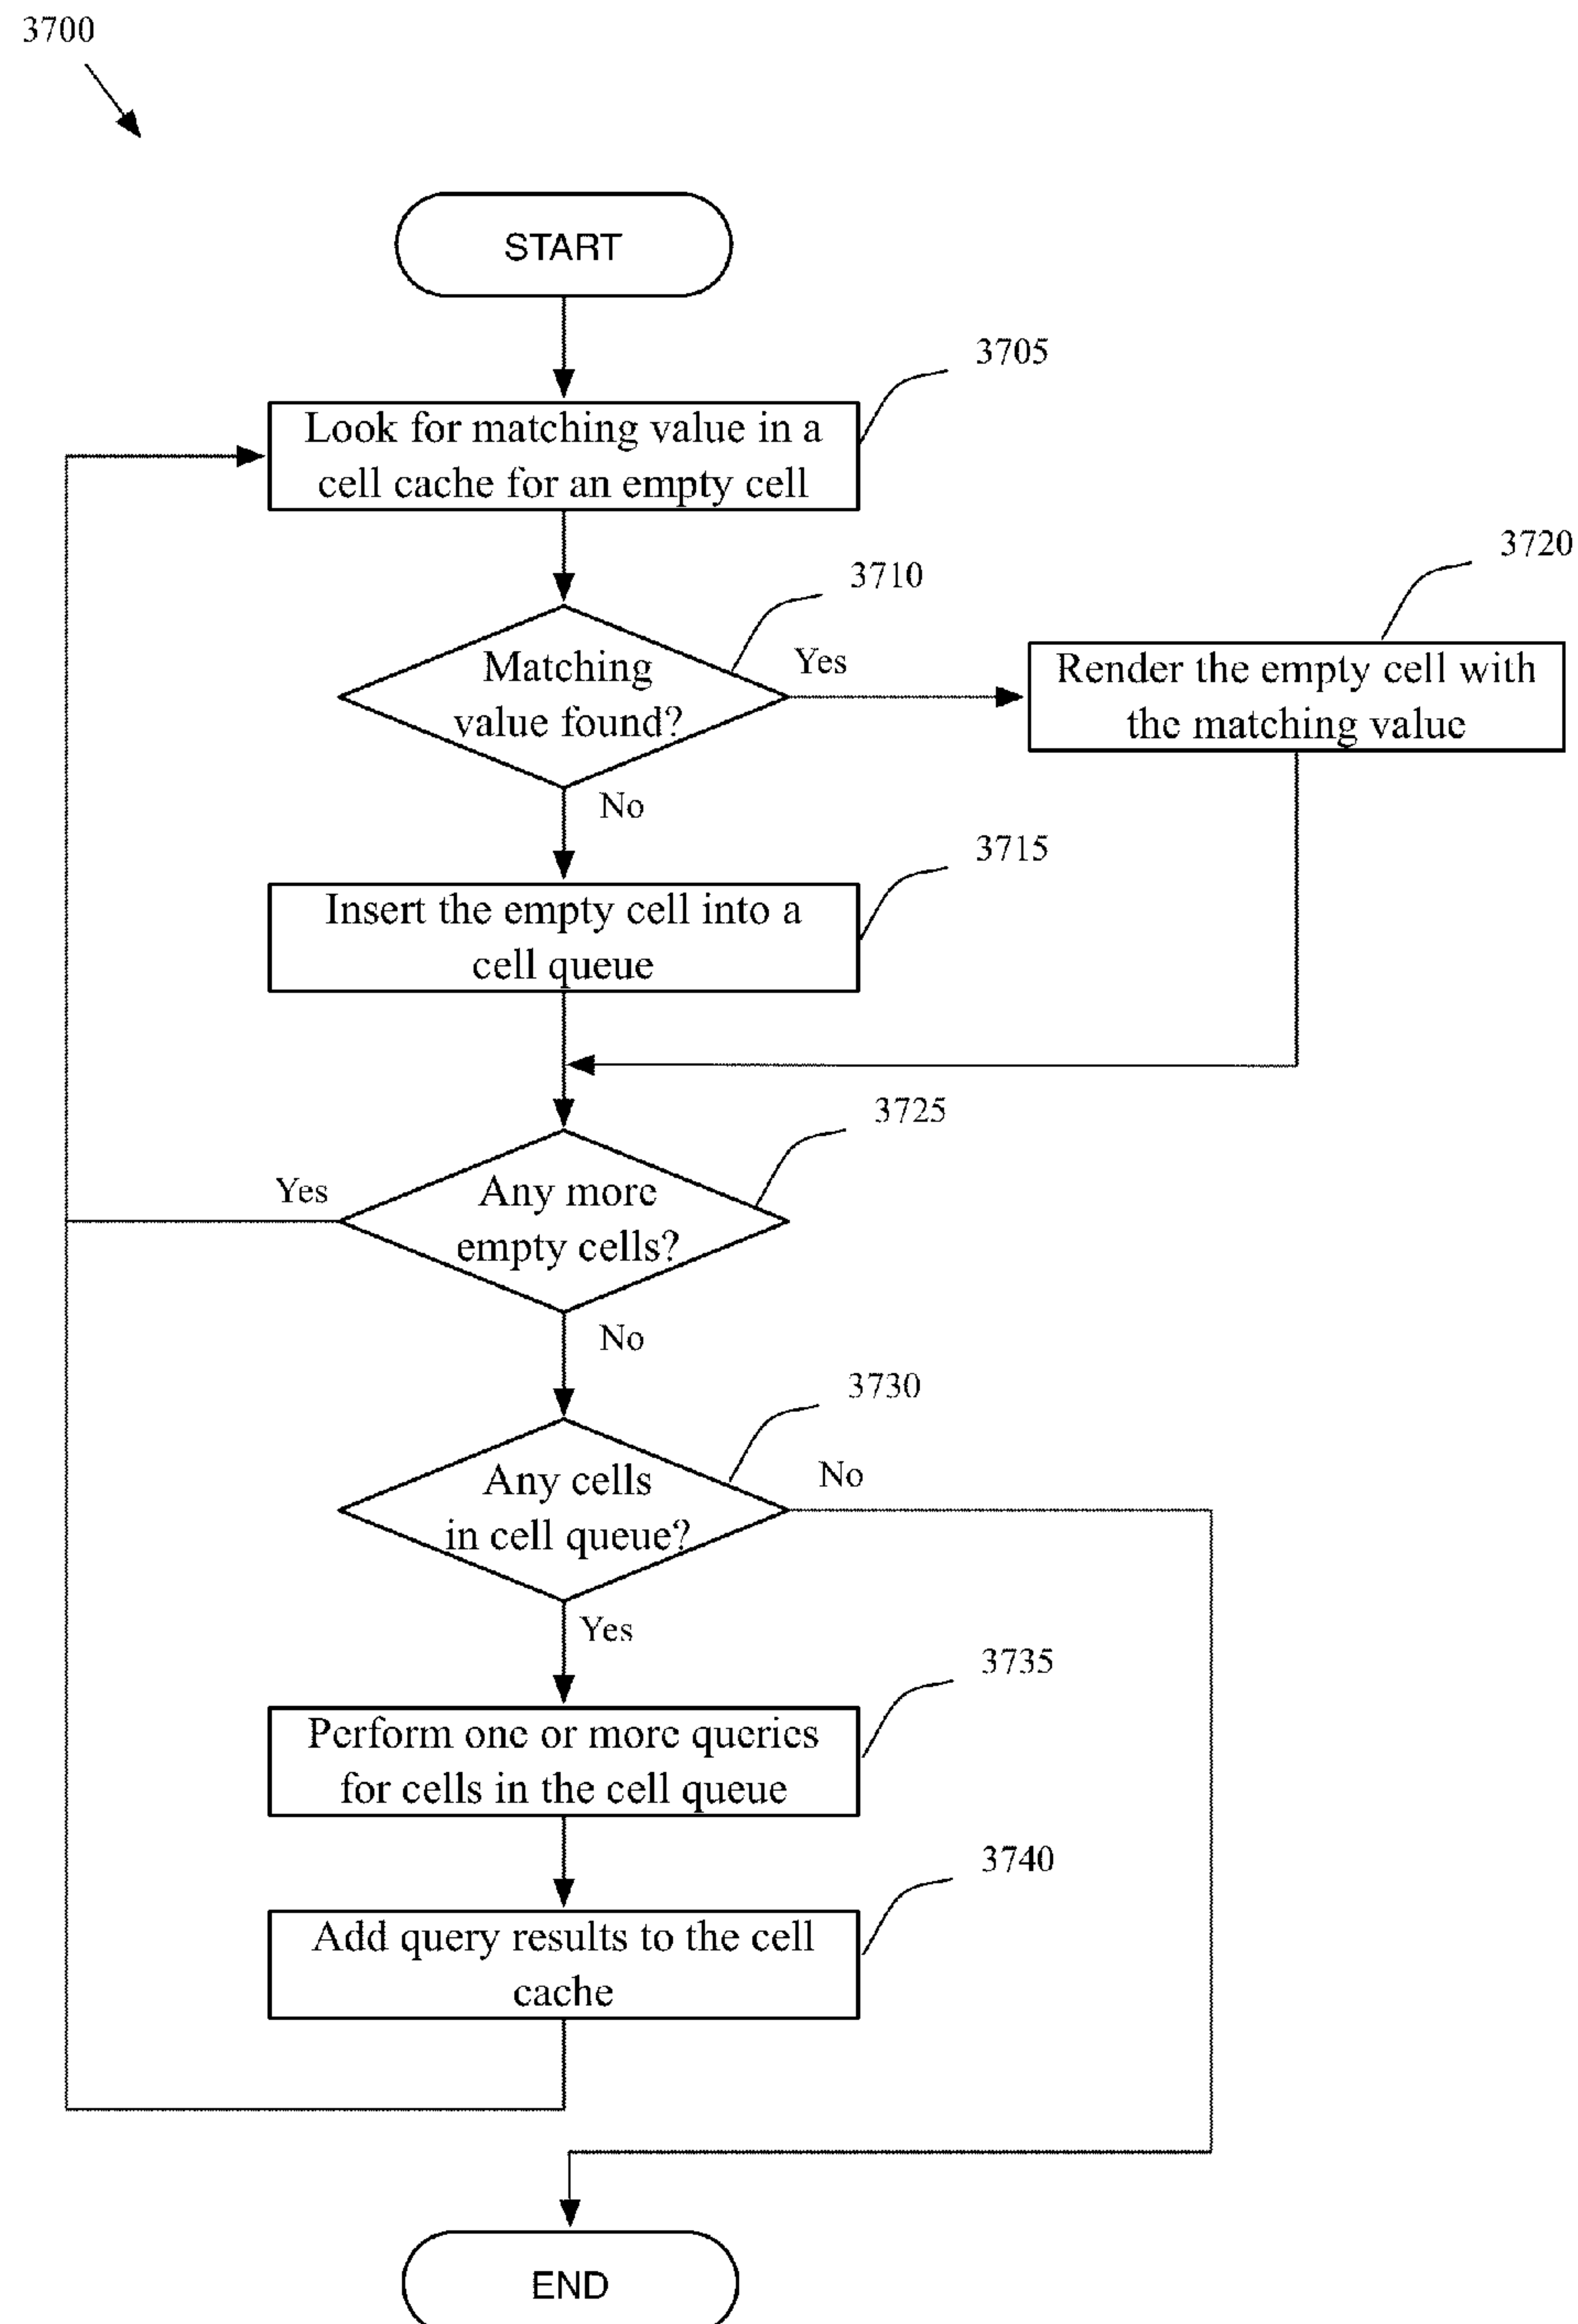 3700
START
3705
Look for matching value in a
cell cache for an empty cell
3710
3720
Matching
value found?
Yes
Render the empty cell with
the matching value
No
3715
Insert the empty cell into a
cell queue
3725
Yes
Any more
empty cells?
No
3730
Any cells
in cell queue?
No
Yes
3735
Perform one or more queries
for cells in the cell queue
3740
Add query results to the cell
cache
END